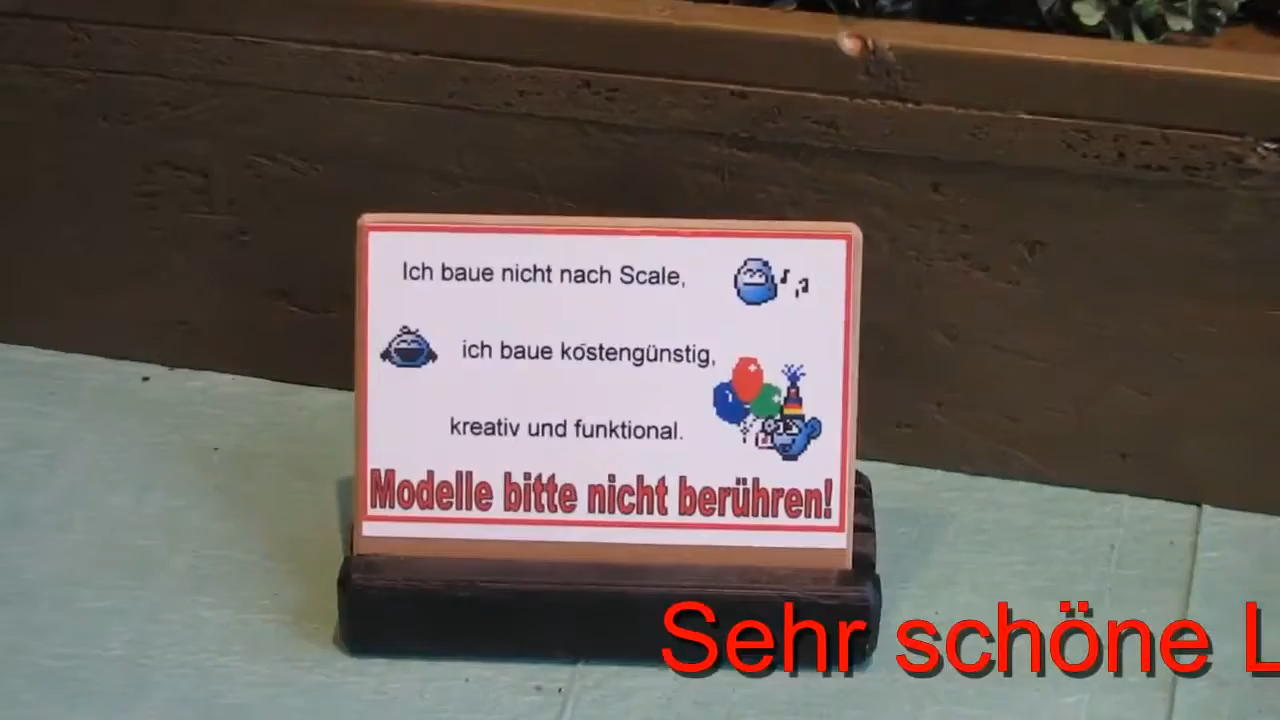 Ich baue nicht nach Scale,
ich baue kostengünstig,
kreativ und funktional.
Modelle bitte nicht berühren!
Sehr schöne L